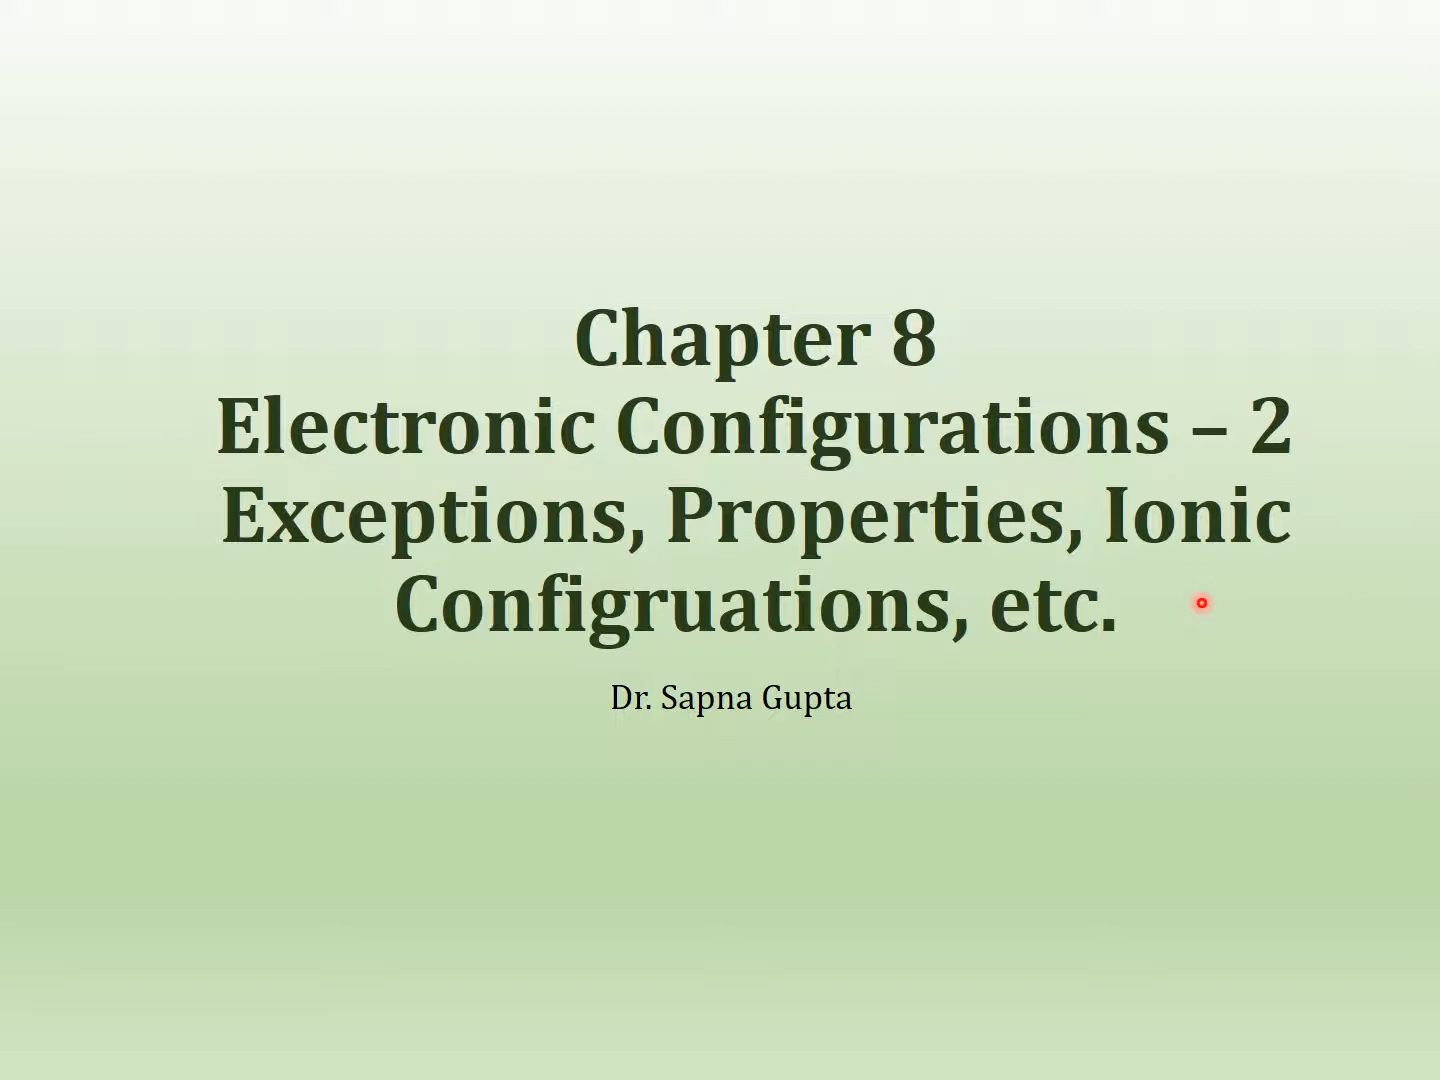 Chapter 8
Electronic Configurations – 2
Exceptions, Properties, Ionic
Configruations, etc.
Dr. Sapna Gupta